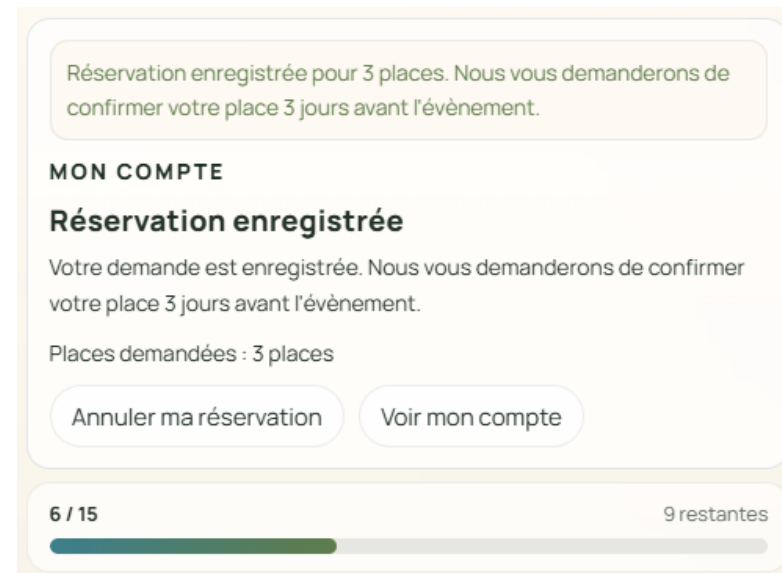 Réservation enregistrée pour 3 places. Nous vous demanderons de
confirmer votre place 3 jours avant l'évènement.
MON COMPTE
Réservation enregistrée
Votre demande est enregistrée. Nous vous demanderons de confirmer
votre place 3 jours avant l'évènement.
Places demandées : 3 places
Annuler ma réservation Voir mon compte
6 / 15 9 restantes